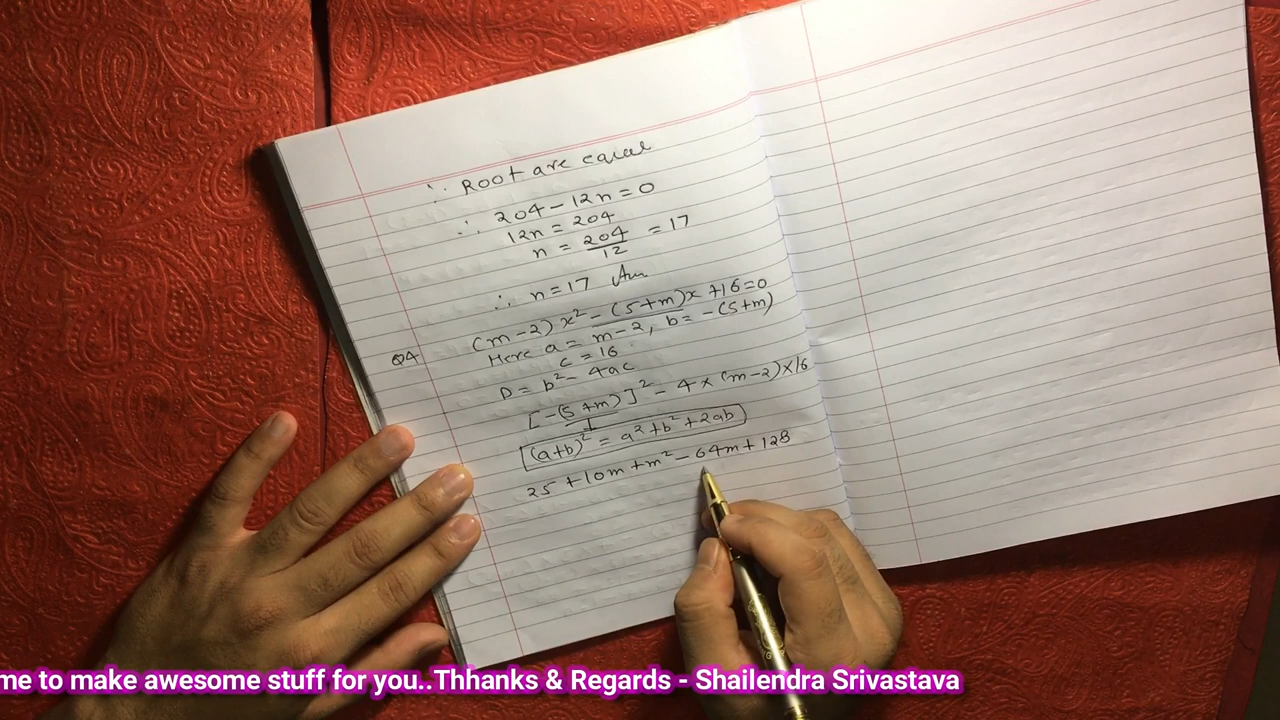 ∵ Root are equal
∴ 204 - 12n = 0
12n = 204
n = 204/12 = 17
∴ n = 17 Ans
Q4 (m-2)x² - (5+m)x + 16 = 0
Here a = m-2, b = -(5+m)
c = 16
D = b² - 4ac
[-(5+m)]² - 4 × (m-2) × 16
(a+b)² = a² + b² + 2ab
25 + 10m + m² - 64m + 128
me to make awesome stuff for you..Thhanks & Regards - Shailendra Srivastava